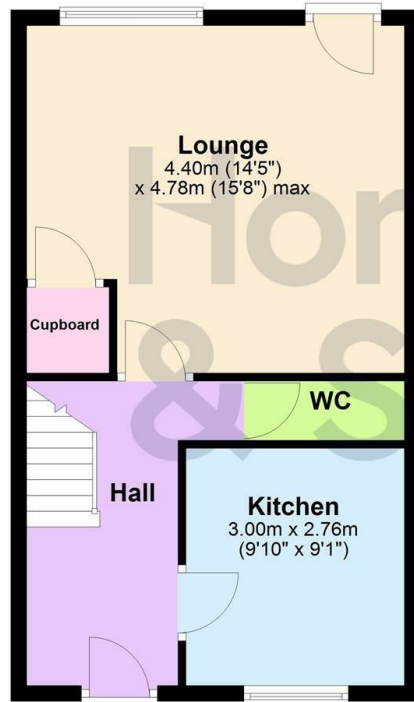 Lounge
4.40m (14'5")
x 4.78m (15'8") max
Cupboard
WC
Hall
Kitchen
3.00m x 2.76m
(9'10" x 9'1")